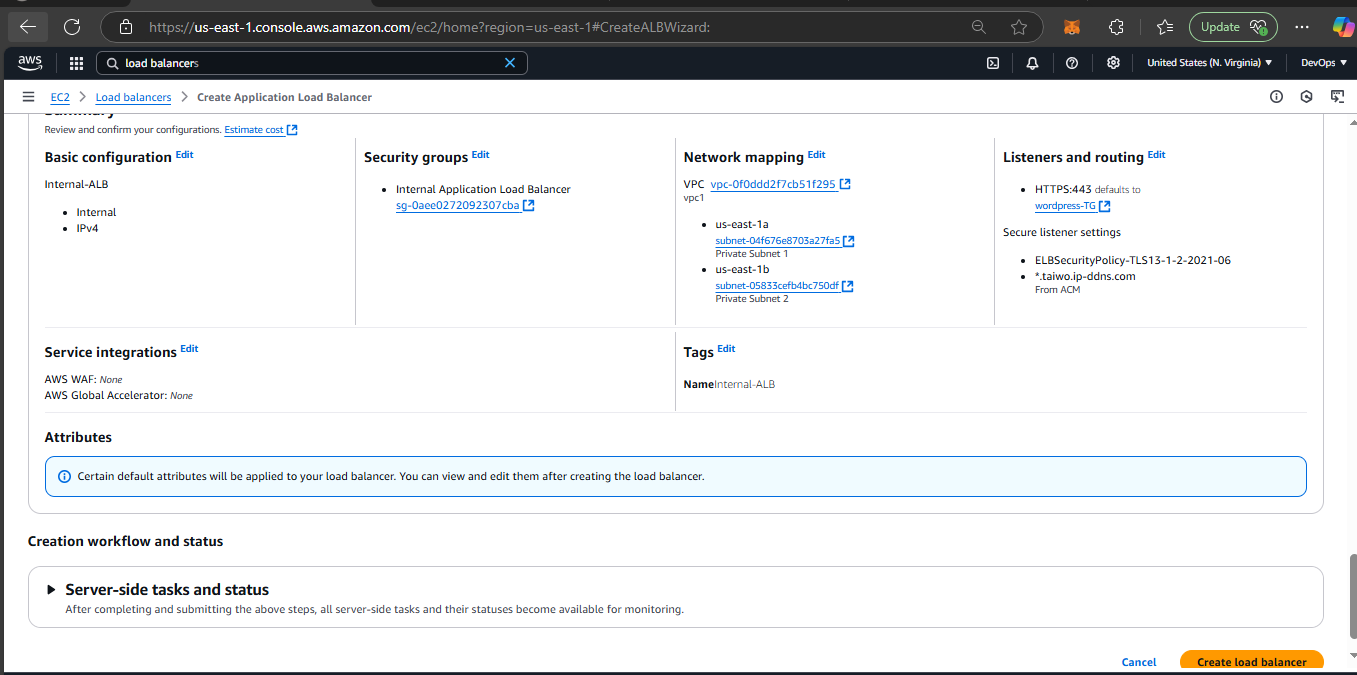 https://us-east-1.console.aws.amazon.com/ec2/home?region=us-east-1#CreateALBWizard:
Update
aws
load balancers
United States (N. Virginia) ▼
DevOps ▼
EC2 > Load balancers > Create Application Load Balancer
Summary
Review and confirm your configurations. Estimate cost
Basic configuration Edit
Internal-ALB
• Internal
• IPv4
Security groups Edit
• Internal Application Load Balancer
sg-0aee0272092307cba
Network mapping Edit
VPC vpc-0f0ddd2f7cb51f295
vpc1
• us-east-1a
subnet-04f676e8703a27fa5
Private Subnet 1
• us-east-1b
subnet-05833cefb4bc750df
Private Subnet 2
Listeners and routing Edit
• HTTPS:443 defaults to
wordpress-TG
Secure listener settings
• ELBSecurityPolicy-TLS13-1-2-2021-06
• *.taiwo.ip-ddns.com
From ACM
Service integrations Edit
AWS WAF: None
AWS Global Accelerator: None
Tags Edit
NameInternal-ALB
Attributes
Certain default attributes will be applied to your load balancer. You can view and edit them after creating the load balancer.
Creation workflow and status
Server-side tasks and status
After completing and submitting the above steps, all server-side tasks and their statuses become available for monitoring.
Cancel
Create load balancer